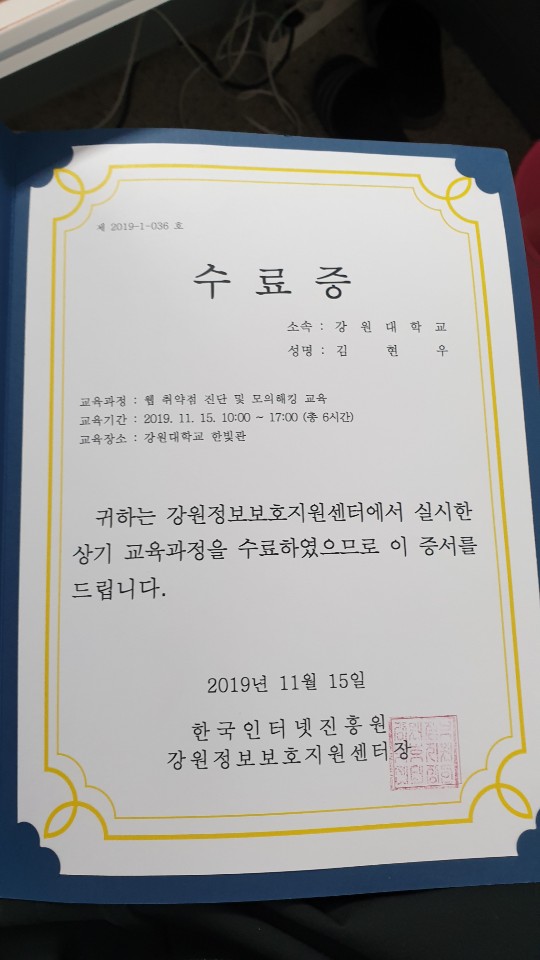 제 2019-1-036 호
수 료 증
소속 : 강 원 대 학 교
성명 : 김 현 우
교육과정 : 웹 취약점 진단 및 모의해킹 교육
교육기간 : 2019. 11. 15. 10:00 ~ 17:00 (총 6시간)
교육장소 : 강원대학교 한빛관
귀하는 강원정보보호지원센터에서 실시한
상기 교육과정을 수료하였으므로 이 증서를
드립니다.
2019년 11월 15일
한국인터넷진흥원
강원정보보호지원센터장